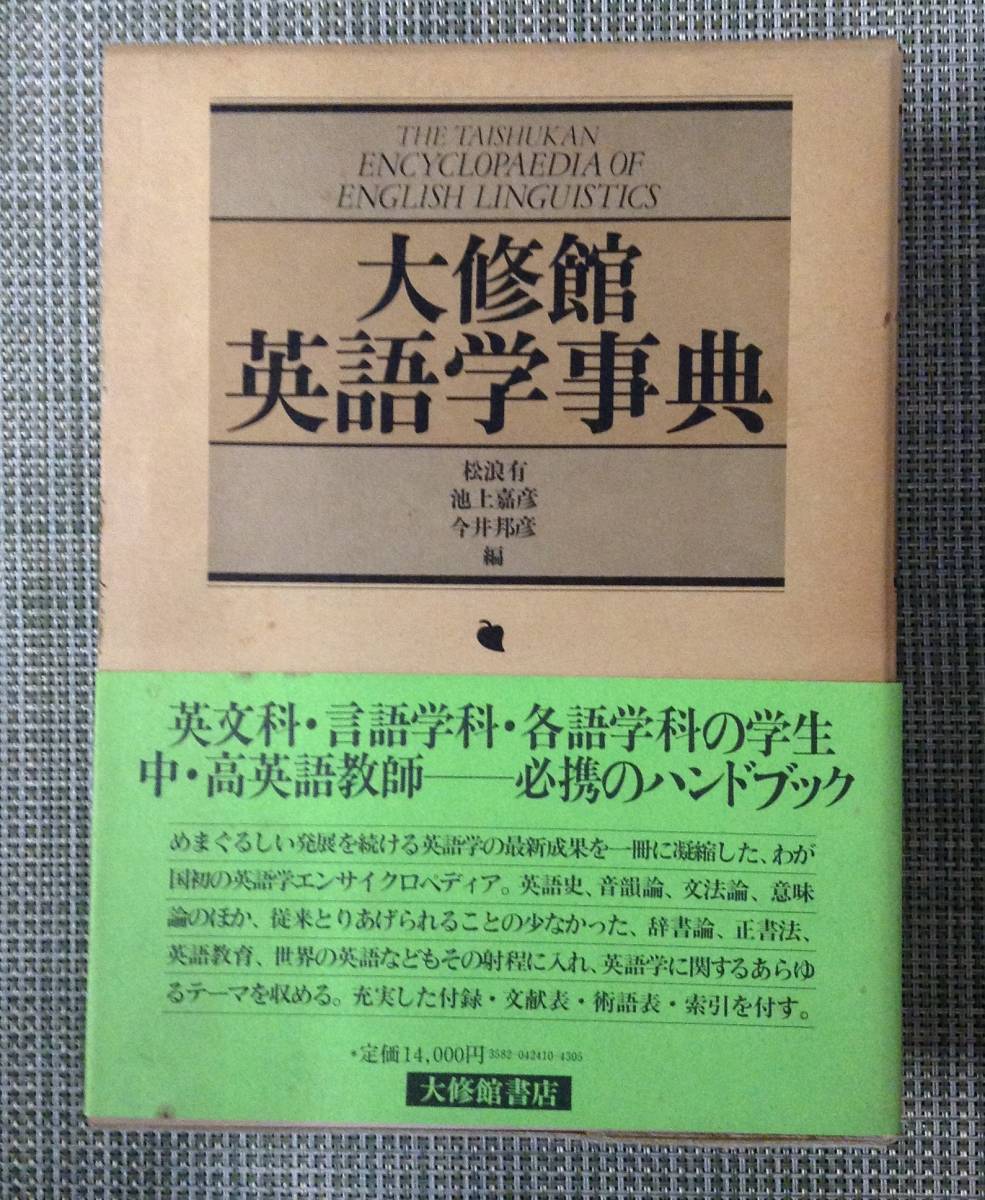 THE TAISHUKAN
ENCYCLOPAEDIA OF
ENGLISH LINGUISTICS
大修館
英語学事典
松浪有
池上嘉彦
今井邦彦
編
英文科・言語学科・各語学科の学生
中・高英語教師――必携のハンドブック
めまぐるしい発展を続ける英語学の最新成果を一冊に凝縮した、わが
国初の英語学エンサイクロペディア。英語史、音韻論、文法論、意味
論のほか、従来とりあげられることの少なかった、辞書論、正書法、
英語教育、世界の英語などもその射程に入れ、英語学に関するあらゆ
るテーマを収める。充実した付録・文献表・術語表・索引を付す。
*定価14,000円 3582-042410-4305
大修館書店